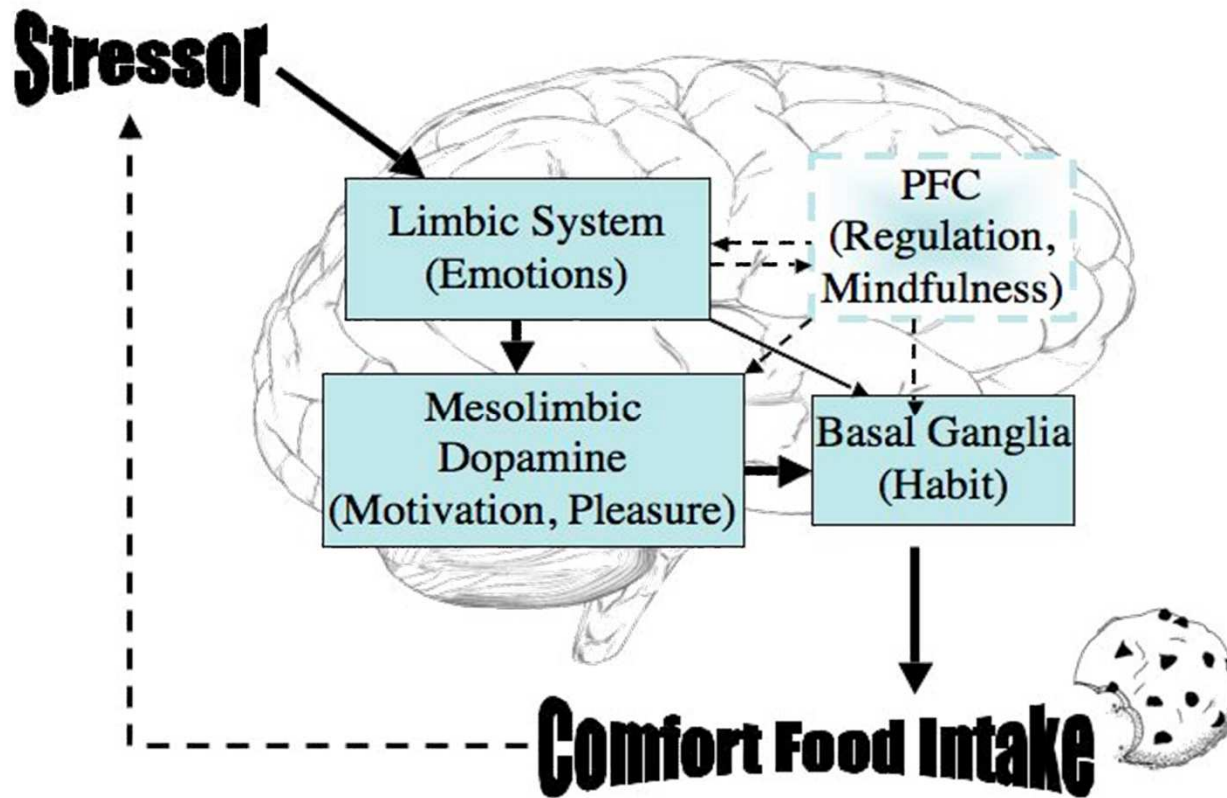 Stressor
Limbic System
(Emotions)
PFC
(Regulation,
Mindfulness)
Mesolimbic
Dopamine
(Motivation, Pleasure)
Basal Ganglia
(Habit)
Comfort Food Intake